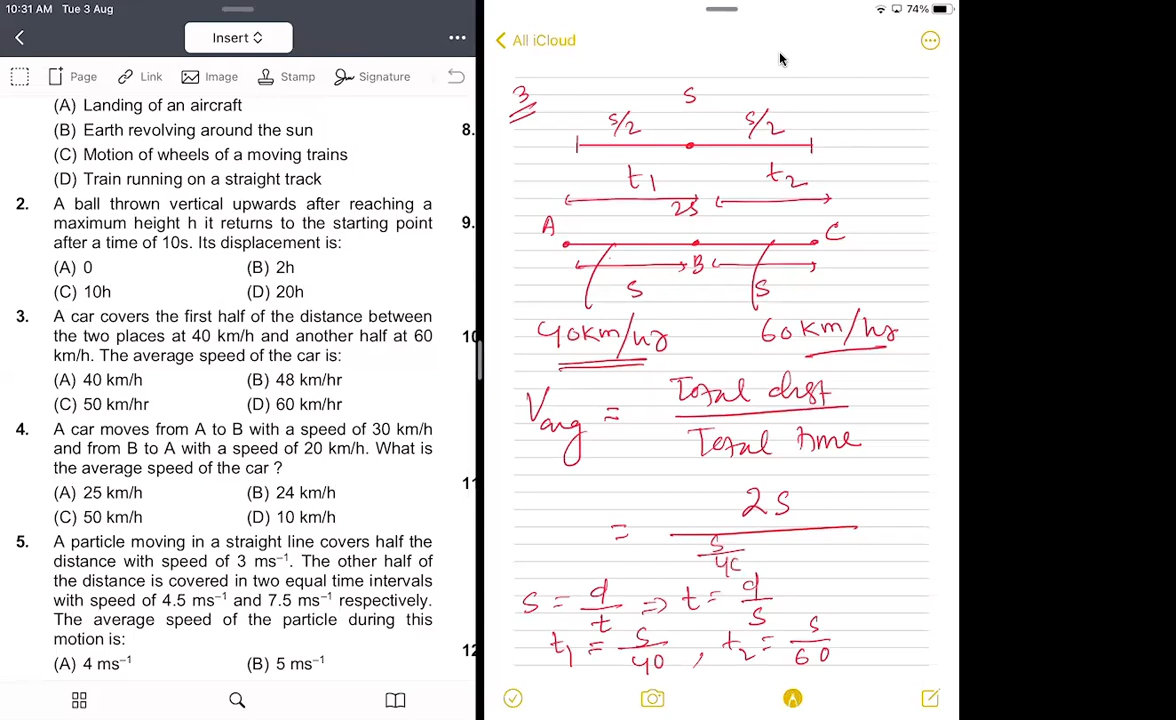 10:31 AM Tue 3 Aug
Insert
Page Link Image Stamp Signature
(A) Landing of an aircraft
(B) Earth revolving around the sun
(C) Motion of wheels of a moving trains
(D) Train running on a straight track
2. A ball thrown vertical upwards after reaching a
maximum height h it returns to the starting point
after a time of 10s. Its displacement is:
(A) 0 (B) 2h
(C) 10h (D) 20h
3. A car covers the first half of the distance between
the two places at 40 km/h and another half at 60
km/h. The average speed of the car is:
(A) 40 km/h (B) 48 km/hr
(C) 50 km/hr (D) 60 km/hr
4. A car moves from A to B with a speed of 30 km/h
and from B to A with a speed of 20 km/h. What is
the average speed of the car ?
(A) 25 km/h (B) 24 km/h
(C) 50 km/h (D) 10 km/h
5. A particle moving in a straight line covers half the
distance with speed of 3 ms⁻¹. The other half of
the distance is covered in two equal time intervals
with speed of 4.5 ms⁻¹ and 7.5 ms⁻¹ respectively.
The average speed of the particle during this
motion is:
(A) 4 ms⁻¹ (B) 5 ms⁻¹
8.
9.
10
11
12
74%
All iCloud
3 S
S/2 S/2
t₁ t₂
2S
A B C
S S
40km/hr 60km/hr
Vavg = Total dist / Total time
= 2S / S/40
S = d/t => t = d/S
t₁ = S/40 , t₂ = S/60